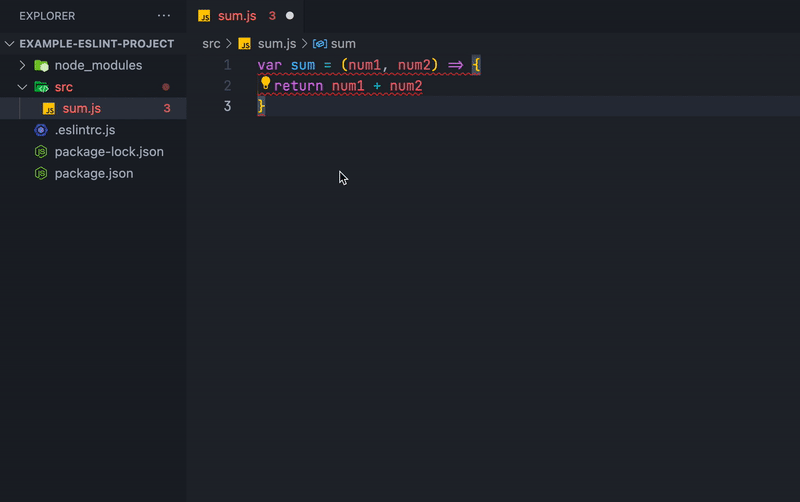 EXPLORER ···
EXAMPLE-ESLINT-PROJECT
node_modules
src
JS sum.js 3
.eslintrc.js
package-lock.json
package.json
JS sum.js 3
src > JS sum.js > sum
1 var sum = (num1, num2) => {
2 return num1 + num2
3 }